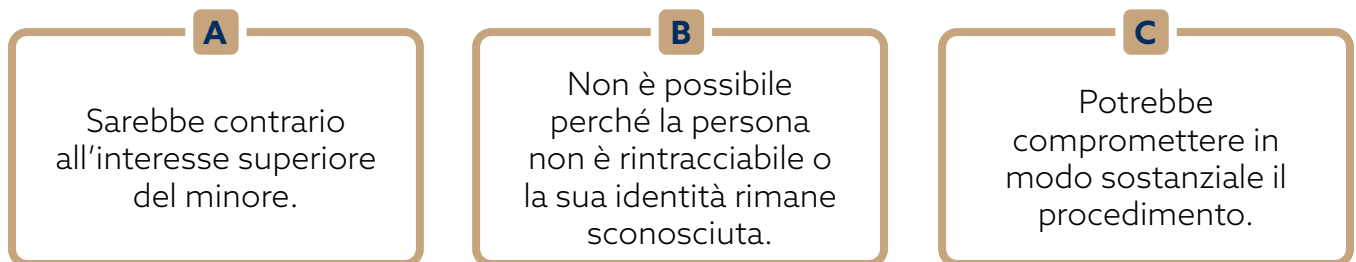 A
Sarebbe contrario
all’interesse superiore
del minore.
B
Non è possibile
perché la persona
non è rintracciabile o
la sua identità rimane
sconosciuta.
C
Potrebbe
compromettere in
modo sostanziale il
procedimento.